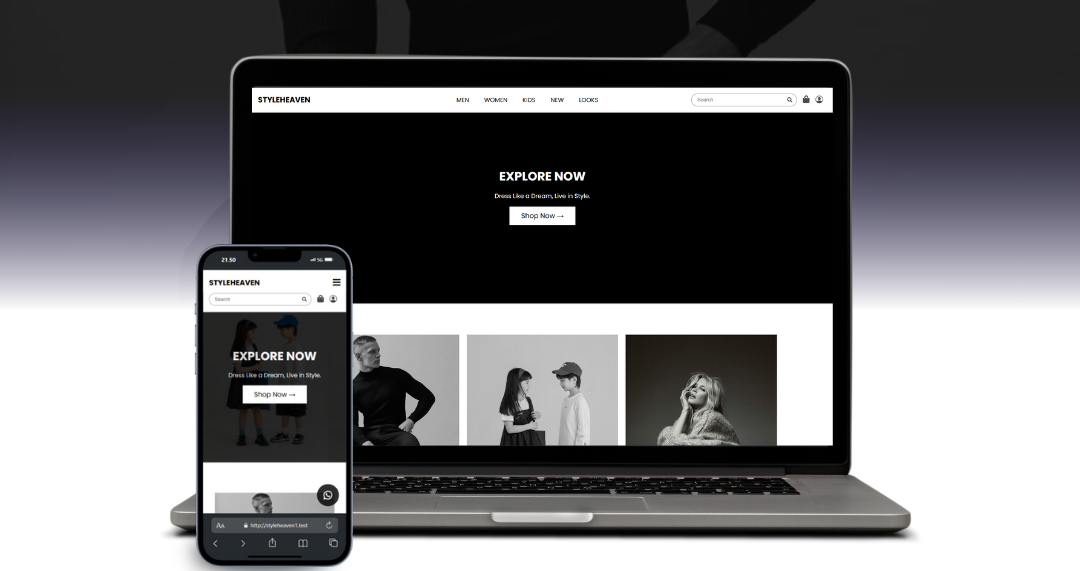 STYLEHEAVEN
MEN WOMEN KIDS NEW LOOKS
Search
EXPLORE NOW
Dress Like a Dream, Live in Style.
Shop Now →
21.50
5G
STYLEHEAVEN
Search
EXPLORE NOW
Dress Like a Dream, Live in Style.
Shop Now →
AA http://styleheaven1.test